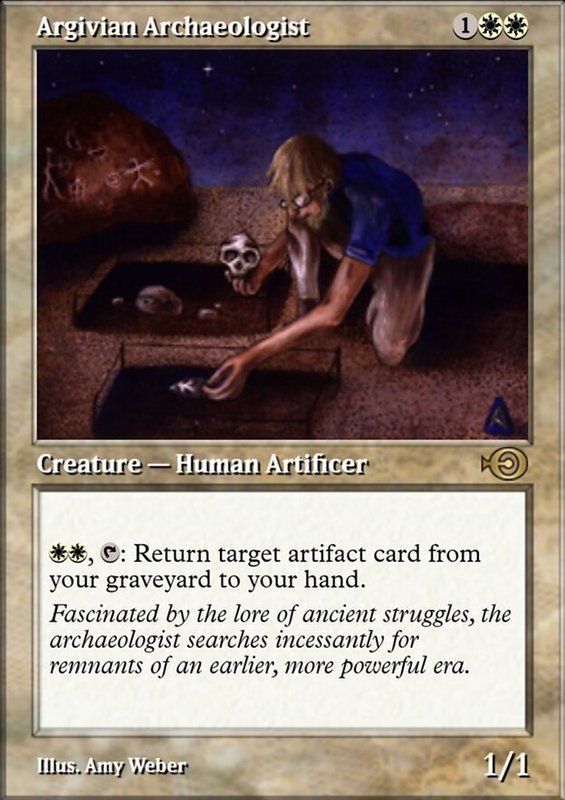 Argivian Archaeologist 1
Creature — Human Artificer
, : Return target artifact card from
your graveyard to your hand.
Fascinated by the lore of ancient struggles, the
archaeologist searches incessantly for
remnants of an earlier, more powerful era.
Illus. Amy Weber 1/1